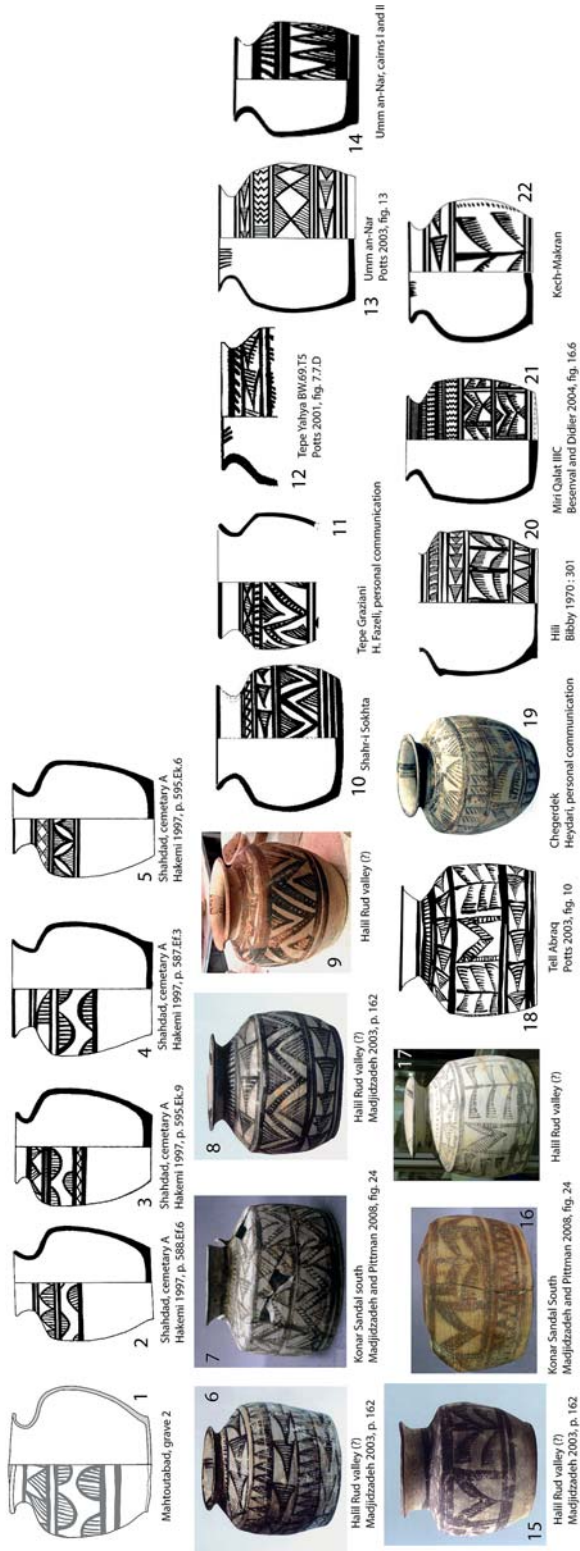 1
Mahtoutabad, grave 2
2
Shahdad, cemetary A
Hakemi 1997, p. 588.Ef.6
3
Shahdad, cemetary A
Hakemi 1997, p. 595.Ek.9
4
Shahdad, cemetary A
Hakemi 1997, p. 587.Ef.3
5
Shahdad, cemetary A
Hakemi 1997, p. 595.Ek.6
6
Halil Rud valley (?)
Madjidzadeh 2003, p. 162
7
Konar Sandal south
Madjidzadeh and Pittman 2008, fig. 24
8
Halil Rud valley (?)
Madjidzadeh 2003, p. 162
9
Halil Rud valley (?)
10
Shahr-i Sokhta
11
Tepe Graziani
H. Fazeli, personal communication
12
Tepe Yahya BW.69.T5
Potts 2001, fig. 7.7.D
13
Umm an-Nar
Potts 2003, fig. 13
14
Umm an-Nar, cairns I and II
15
Halil Rud valley (?)
Madjidzadeh 2003, p. 162
16
Konar Sandal South
Madjidzadeh and Pittman 2008, fig. 24
17
Halil Rud valley (?)
18
Tell Abraq
Potts 2003, fig. 10
19
Chegerdek
Heydari, personal communication
20
Hili
Bibby 1970 : 301
21
Miri Qalat IIIC
Besenval and Didier 2004, fig. 16.6
22
Kech-Makran